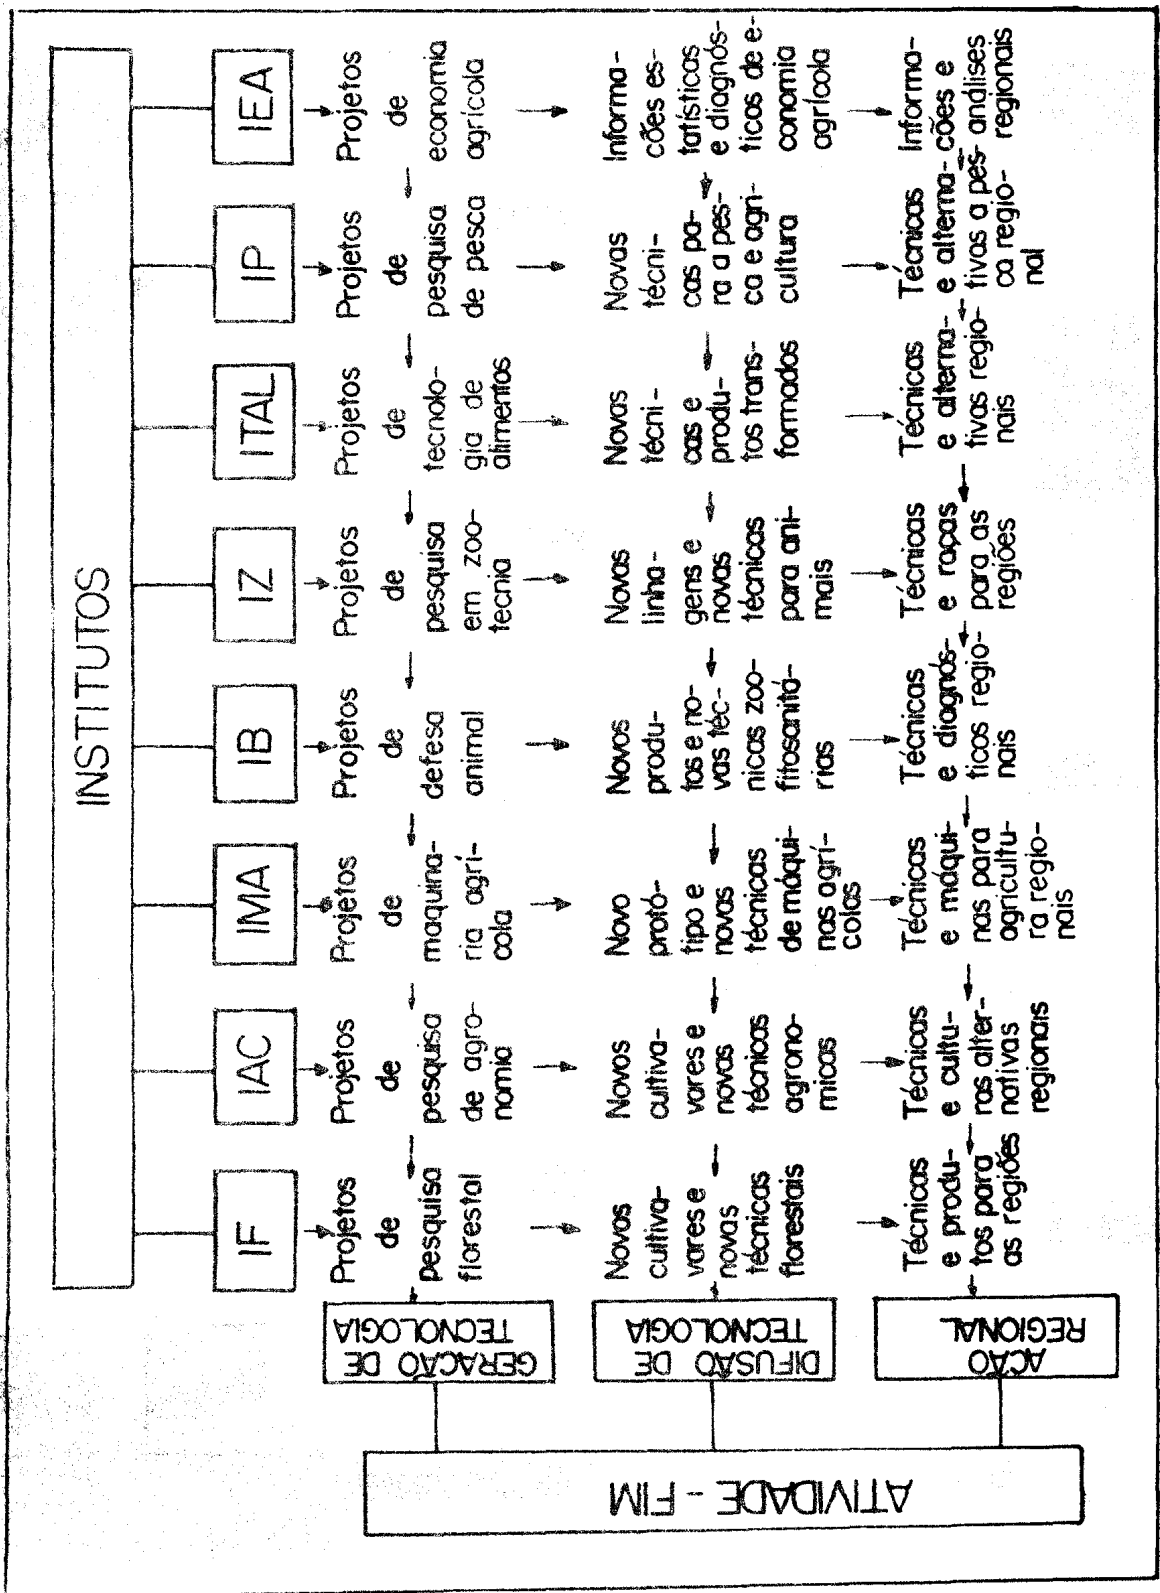 INSTITUTOS
IF
IAC
IMA
IB
IZ
ITAL
IP
IEA
ATIVIDADE - FIM
GERAÇÃO DE
TECNOLOGIA
Projetos
de
pesquisa
florestal
Projetos
de
pesquisa
de agro-
nomia
Projetos
de
maquina-
ria agrí-
cola
Projetos
de
defesa
animal
Projetos
de
pesquisa
em zoo-
tecnia
Projetos
de
tecnolo-
gia de
alimentos
Projetos
de
pesquisa
de pesca
Projetos
de
economia
agrícola
DIFUSÃO DE
TECNOLOGIA
Novos
cultiva-
vares e
novas
técnicas
florestais
Novos
cultiva-
vares e
novas
técnicas
agrono-
micas
Novo
protó-
tipo e
novas
técnicas
de máqui-
nas agrí-
colas
Novos
produ-
tos e no-
vas téc-
nicas zoo-
fitosanitá-
rias
Novas
linha-
gens e
novas
técnicas
para ani-
mais
Novas
técni-
cas e
produ-
tos trans-
formados
Novas
técni-
cas pa-
ra a pes-
ca e agri-
cultura
Informa-
cões es-
tatísticas
e diagnós-
ticos de e-
conomia
agrícola
ACÃO
REGIONAL
Técnicas
e produ-
tos para
as regiões
Técnicas
e cultu-
ras alter-
nativas
regionais
Técnicas
e máqui-
nas para
agricultu-
ra regio-
nais
Técnicas
e diagnós-
ticos regio-
nais
Técnicas
e raças
para as
regiões
Técnicas
e alterna-
tivas regio-
nais
Técnicas
e alterna-
tivas a pes-
ca regio-
nal
Informa-
cões e
análises
regionais